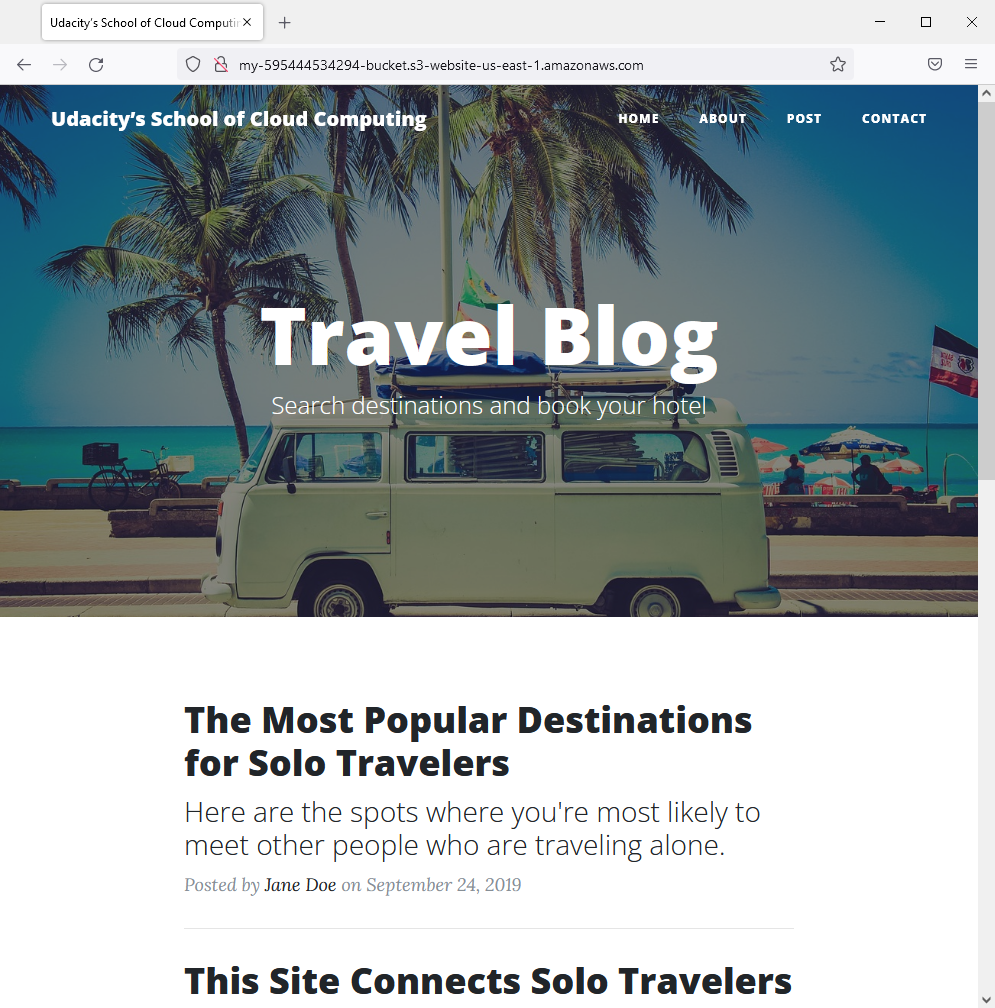 Udacity's School of Cloud Computin
my-595444534294-bucket.s3-website-us-east-1.amazonaws.com
Udacity's School of Cloud Computing HOME ABOUT POST CONTACT
Travel Blog
Search destinations and book your hotel
The Most Popular Destinations
for Solo Travelers
Here are the spots where you're most likely to
meet other people who are traveling alone.
Posted by Jane Doe on September 24, 2019
This Site Connects Solo Travelers